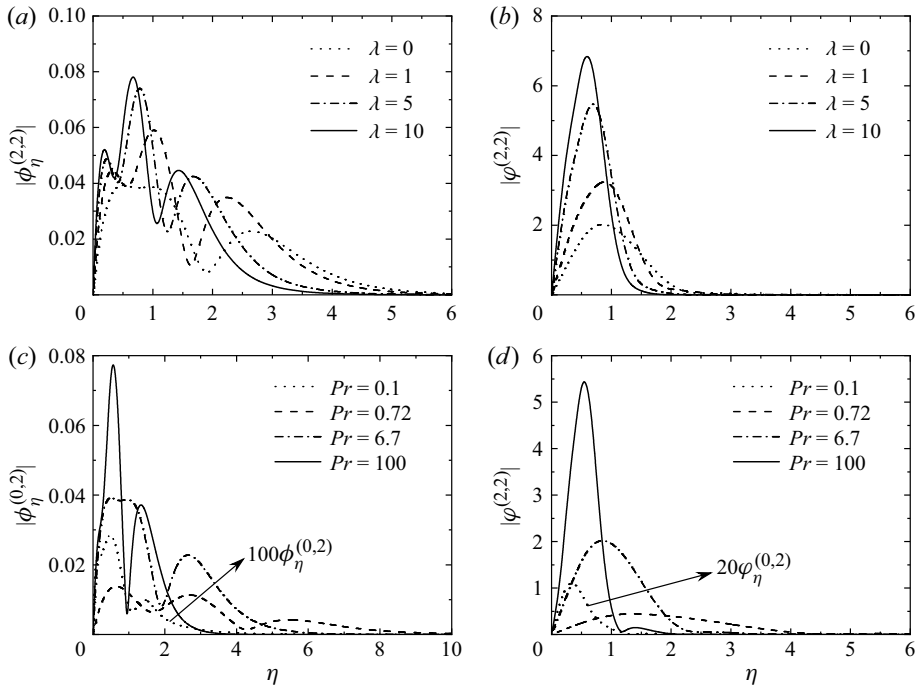 (a)
0.10
0.08
0.06
0.04
0.02
|ϕ_η^(2,2)|
λ = 0
λ = 1
λ = 5
λ = 10
0 1 2 3 4 5 6
(b)
8
6
4
2
0
|φ^(2,2)|
λ = 0
λ = 1
λ = 5
λ = 10
0 1 2 3 4 5 6
(c)
0.08
0.06
0.04
0.010
0
|ϕ_η^(0,2)|
Pr = 0.1
Pr = 0.72
Pr = 6.7
Pr = 100
100ϕ_η^(0,2)
0 2 4 6 8 10
η
(d)
6
5
4
3
2
1
0
|φ^(2,2)|
Pr = 0.1
Pr = 0.72
Pr = 6.7
Pr = 100
20φ_η^(0,2)
0 1 2 3 4 5 6
η